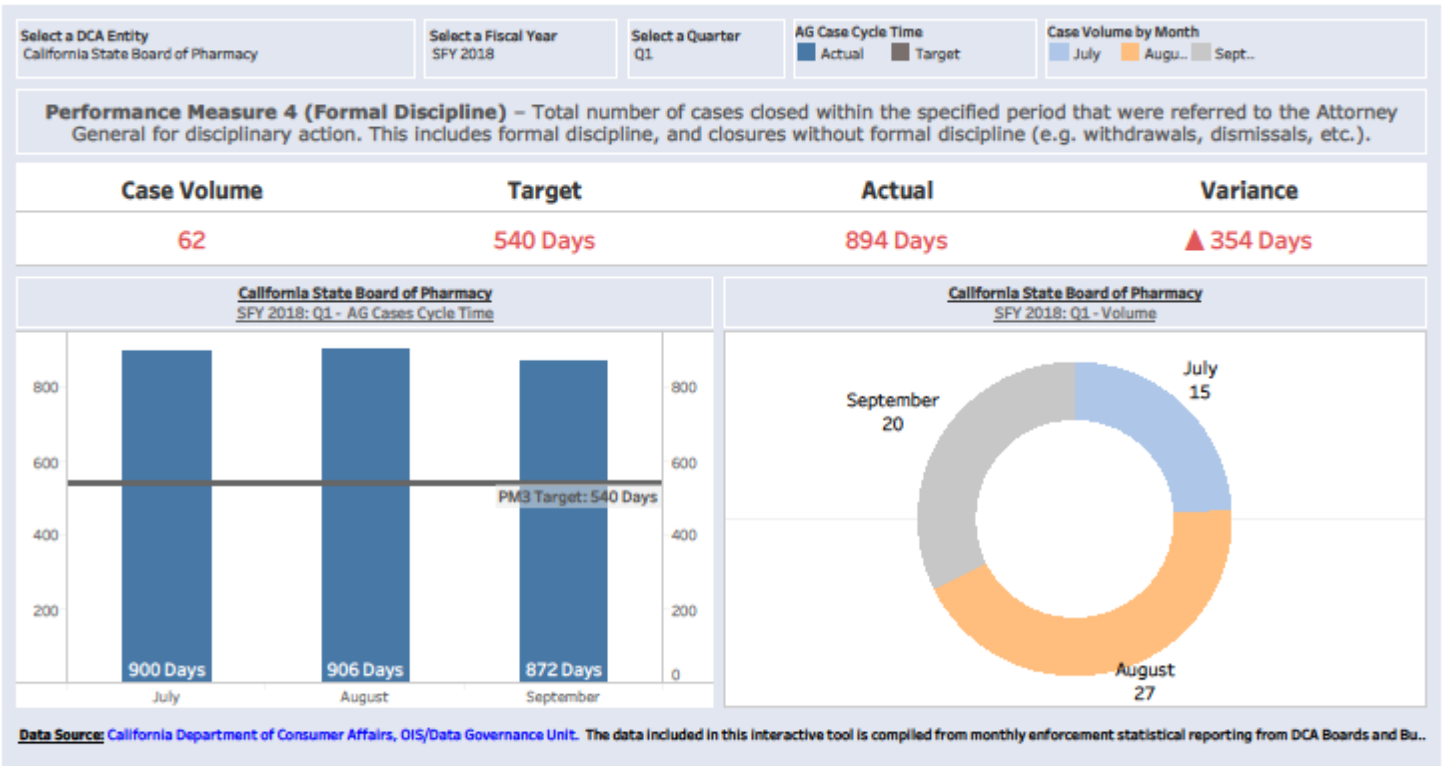 Select a DCA Entity
California State Board of Pharmacy
Select a Fiscal Year
SFY 2018
Select a Quarter
Q1
AG Case Cycle Time
Actual Target
Case Volume by Month
July Augu.. Sept..
Performance Measure 4 (Formal Discipline) – Total number of cases closed within the specified period that were referred to the Attorney
General for disciplinary action. This includes formal discipline, and closures without formal discipline (e.g. withdrawals, dismissals, etc.).
Case Volume Target Actual Variance
62 540 Days 894 Days ▲ 354 Days
California State Board of Pharmacy
SFY 2018: Q1 - AG Cases Cycle Time
800
600
400
200
800
600
400
200
0
PM3 Target: 540 Days
900 Days 906 Days 872 Days
July August September
California State Board of Pharmacy
SFY 2018: Q1 - Volume
July
15
September
20
August
27
Data Source: California Department of Consumer Affairs, OIS/Data Governance Unit. The data included in this interactive tool is compiled from monthly enforcement statistical reporting from DCA Boards and Bu..